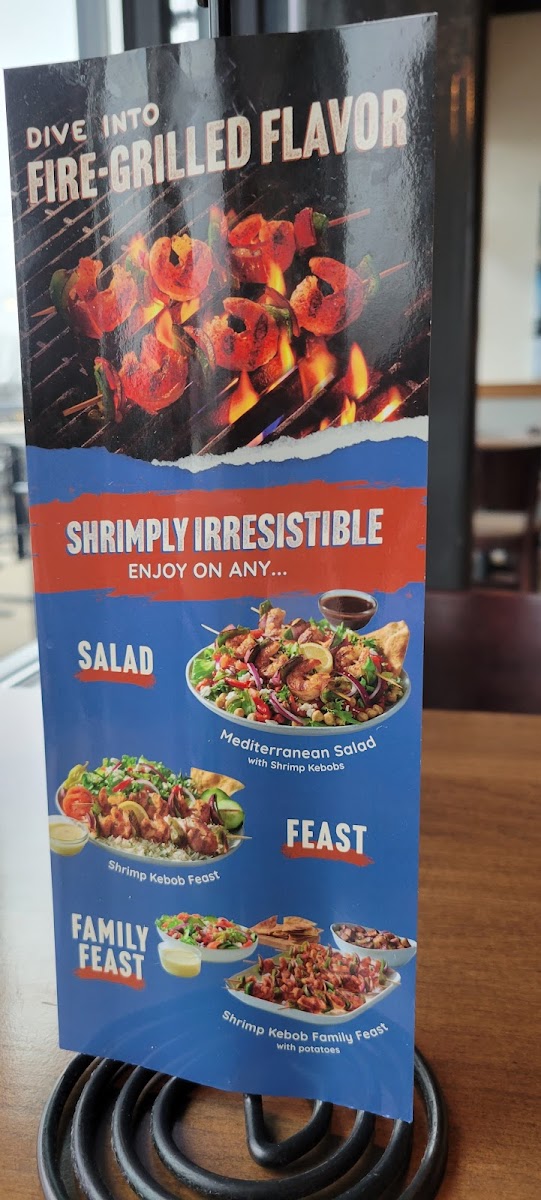 DIVE INTO
FIRE-GRILLED FLAVOR
SHRIMPLY IRRESISTIBLE
ENJOY ON ANY...
SALAD
Mediterranean Salad
with Shrimp Kebobs
FEAST
Shrimp Kebob Feast
FAMILY
FEAST
Shrimp Kebob Family Feast
with potatoes